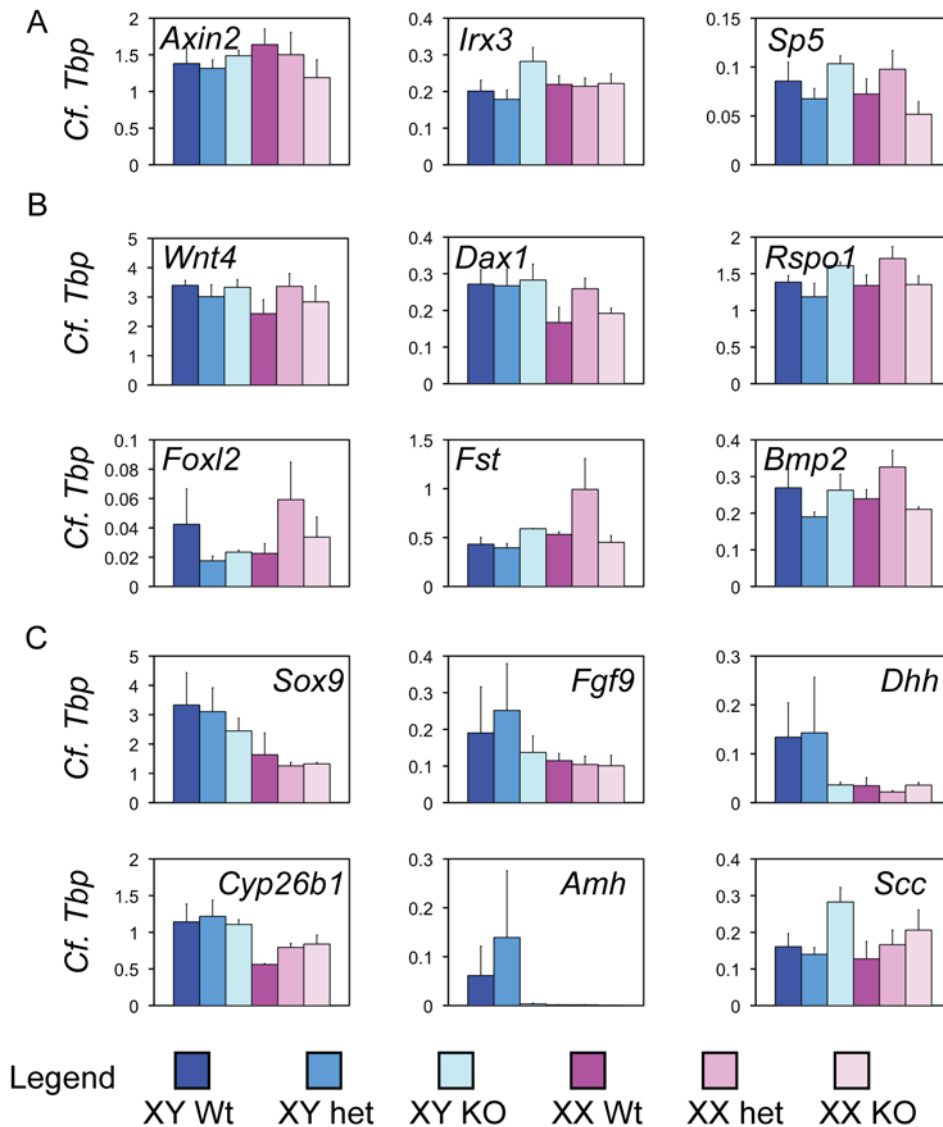 A
Axin2
Irx3
Sp5
Cf. Tbp
2
1.5
1
0.5
0
0.4
0.3
0.2
0.1
0
0.15
0.1
0.05
0
B
Wnt4
Dax1
Rspo1
Cf. Tbp
5
4
3
2
1
0
0.4
0.3
0.2
0.1
0
2
1.5
1
0.5
0
Foxl2
Fst
Bmp2
Cf. Tbp
0.1
0.08
0.06
0.04
0.02
0
1.5
1
0.5
0
0.4
0.3
0.2
0.1
0
C
Sox9
Fgf9
Dhh
Cf. Tbp
5
4
3
2
1
0
0.4
0.3
0.2
0.1
0
0.3
0.2
0.1
0
Cyp26b1
Amh
Scc
Cf. Tbp
2
1.5
1
0.5
0
0.3
0.2
0.1
0
0.4
0.3
0.2
0.1
0
Legend
XY Wt XY het XY KO XX Wt XX het XX KO